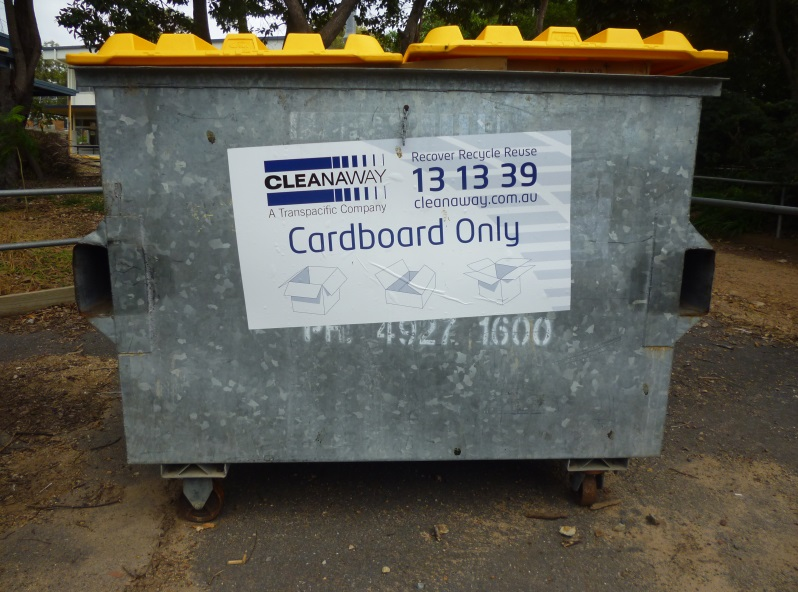 CLEANAWAY
A Transpacific Company
Recover Recycle Reuse
13 13 39
cleanaway.com.au
Cardboard Only
PH. 4927 1600